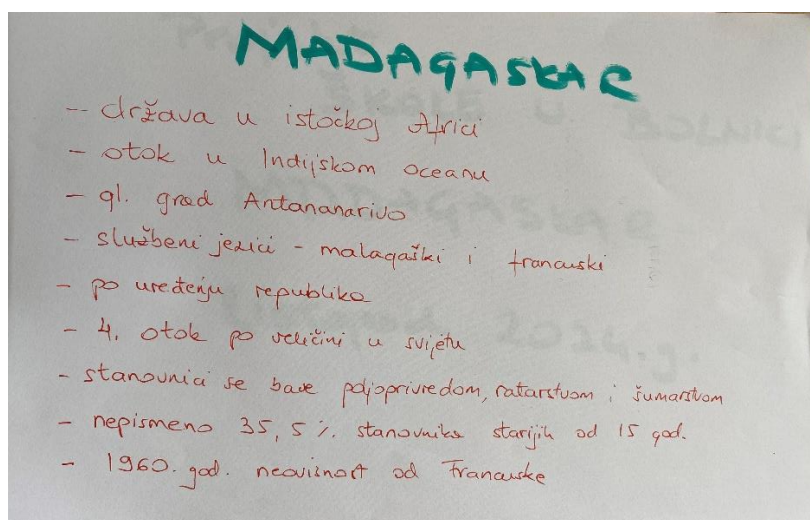 MADAGASKAR
- država u istočkoj Africi
- otok u Indijskom oceanu
- gl. grad Antananarivo
- službeni jezici - malagaški i francuski
- po uređenju republika
- 4. otok po veličini u svijetu
- stanovnici se bave poljoprivredom, ratarstvom i šumarstvom
- nepismeno 35,5 % stanovnika starijih od 15 god.
- 1960. god. neovisnost od Francuske